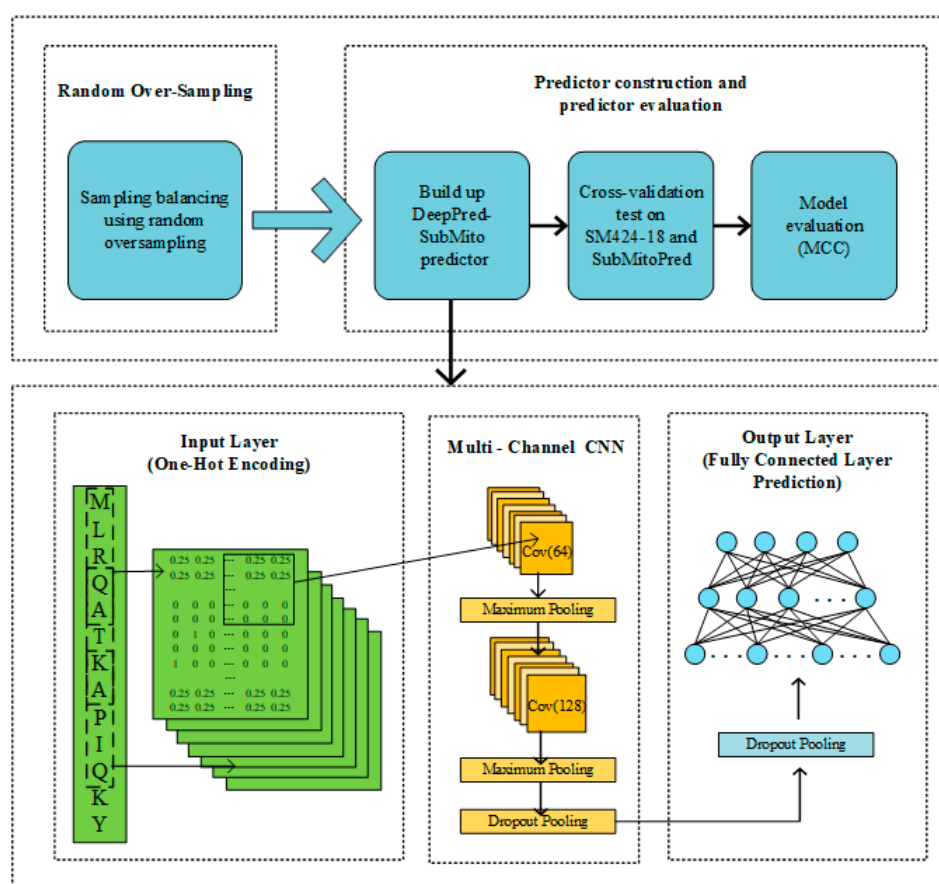 Random Over-Sampling
Sampling balancing
using random
oversampling
Predictor construction and
predictor evaluation
Build up
DeepPred-
SubMito
predictor
Cross-validation
test on
SM424-18 and
SubMitoPred
Model
evaluation
(MCC)
Input Layer
(One-Hot Encoding)
M
L
R
Q
A
T
K
A
P
I
Q
K
Y
0.25 0.25 ... 0.25 0.25
0.25 0.25 ... 0.25 0.25
...
0 0 0 ... 0 0 0
0 0 0 ... 0 0 0
0 1 0 ... 0 0 0
0 0 0 ... 0 0 0
1 0 0 ... 0 0 0
...
0.25 0.25 ... 0.25 0.25
0.25 0.25 ... 0.25 0.25
Multi - Channel CNN
Cov(64)
Maximum Pooling
Cov(128)
Maximum Pooling
Dropout Pooling
Output Layer
(Fully Connected Layer
Prediction)
...
... ...
Dropout Pooling